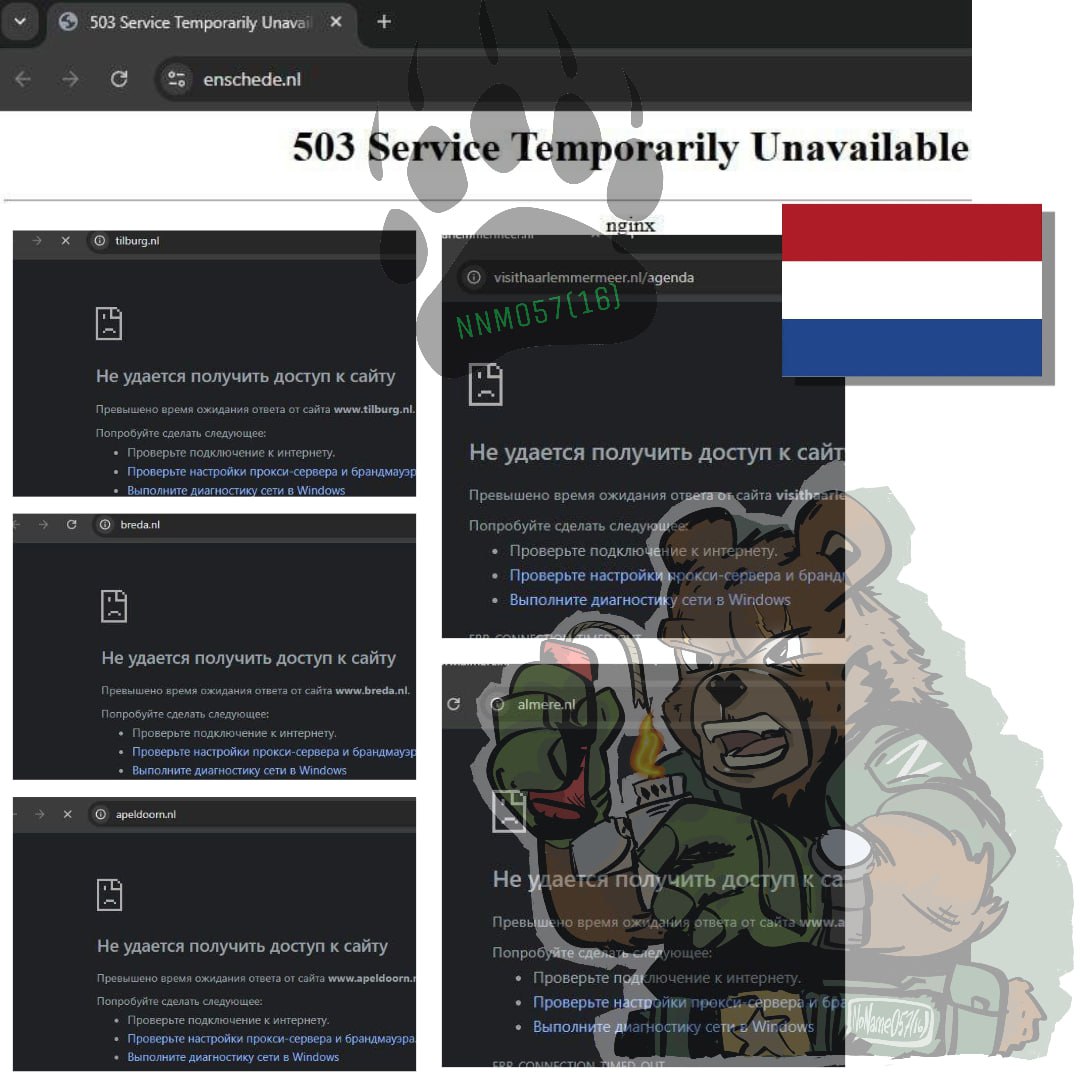 503 Service Temporarily Unavai
enschede.nl
503 Service Temporarily Unavailable
nginx
tilburg.nl
Не удается получить доступ к сайту
Превышено время ожидания ответа от сайта www.tilburg.nl.
Попробуйте сделать следующее:
Проверьте подключение к интернету.
Проверьте настройки прокси-сервера и брандмауэр
Выполните диагностику сети в Windows
visithaarlemmermeer.nl/agenda
NNM057(16)
Не удается получить доступ к сайт
Превышено время ожидания ответа от сайта visithaarle
Попробуйте сделать следующее:
Проверьте подключение к интернету.
Проверьте настройки прокси-сервера и бранд
Выполните диагностику сети в Windows
ERR_CONNECTION_TIMED_OUT
breda.nl
Не удается получить доступ к сайту
Превышено время ожидания ответа от сайта www.breda.nl.
Попробуйте сделать следующее:
Проверьте подключение к интернету.
Проверьте настройки прокси-сервера и брандмауэр
Выполните диагностику сети в Windows
almere.nl
Не удается получить доступ к са
Превышено время ожидания ответа от сайта www.a
Попробуйте сделать следующее:
Проверьте подключение к интернету.
Проверьте настройки прокси-сервера и бра
Выполните диагностику сети в Windows
ERR_CONNECTION_TIMED_OUT
N
NoName057(16)
apeldoorn.nl
Не удается получить доступ к сайту
Превышено время ожидания ответа от сайта www.apeldoorn.n
Попробуйте сделать следующее:
Проверьте подключение к интернету.
Проверьте настройки прокси-сервера и брандмауэра.
Выполните диагностику сети в Windows